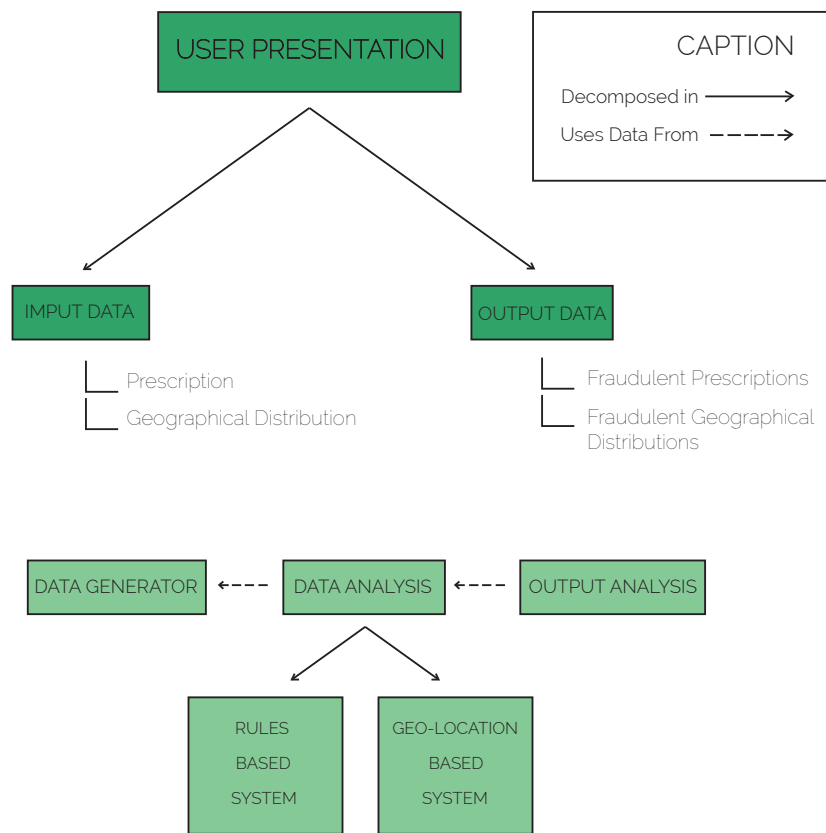 USER PRESENTATION
CAPTION
Decomposed in
Uses Data From
IMPUT DATA
OUTPUT DATA
Prescription
Geographical Distribution
Fraudulent Prescriptions
Fraudulent Geographical
Distributions
DATA GENERATOR
DATA ANALYSIS
OUTPUT ANALYSIS
RULES
BASED
SYSTEM
GEO-LOCATION
BASED
SYSTEM